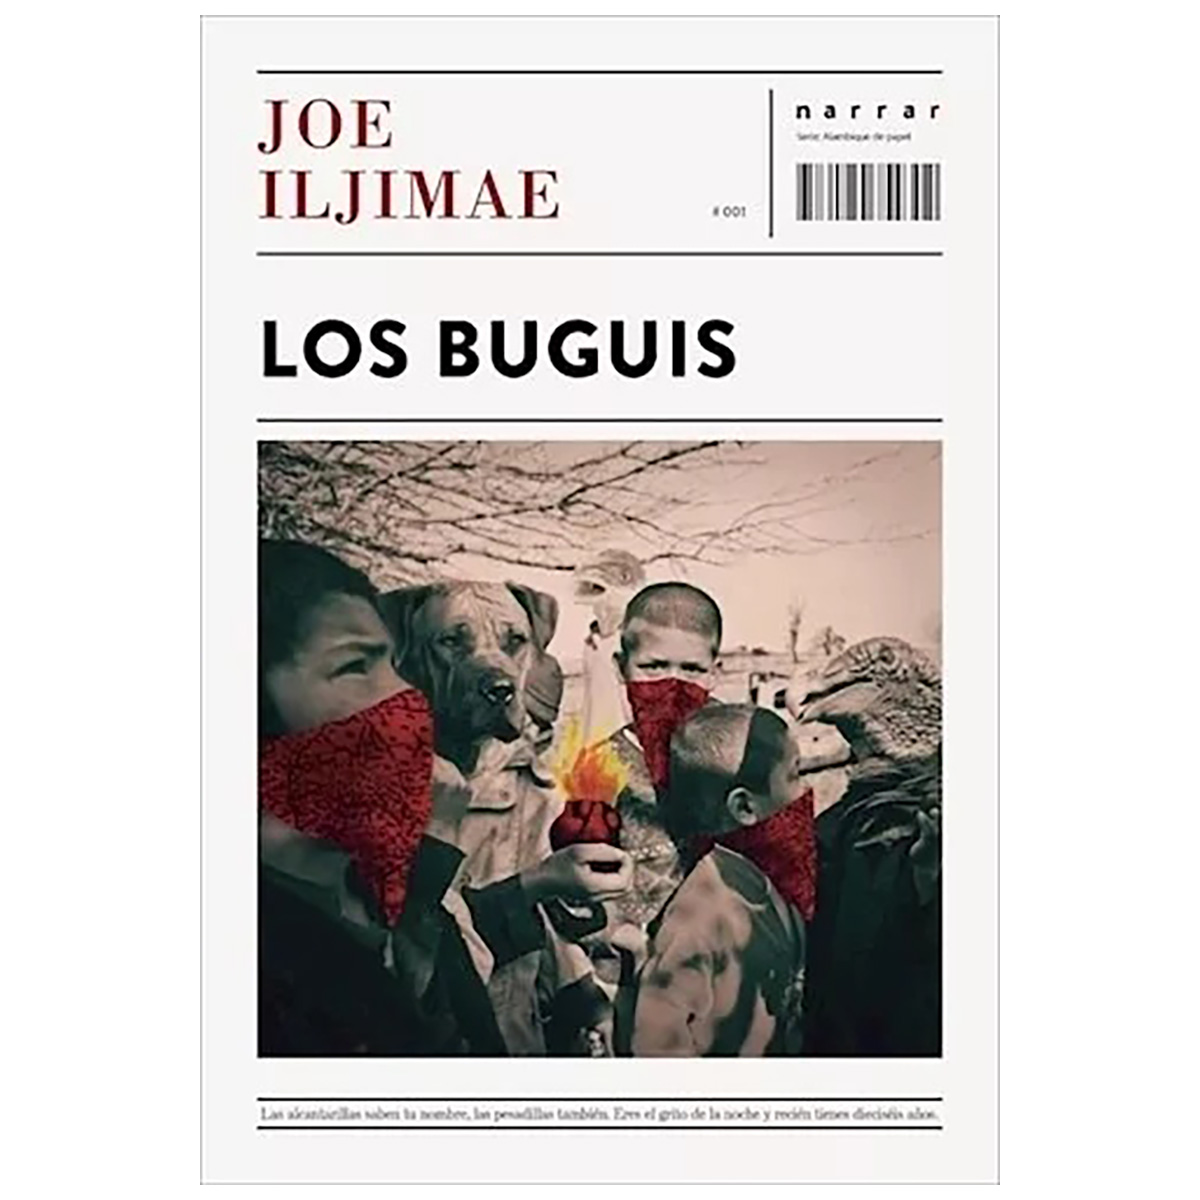 JOE
ILJIMAE
# 001
narrar
Serie: Alambique de papel
LOS BUGUIS
Las alcantarillas saben tu nombre, las pesadillas también. Eres el grito de la noche y recién tienes dieciséis años.